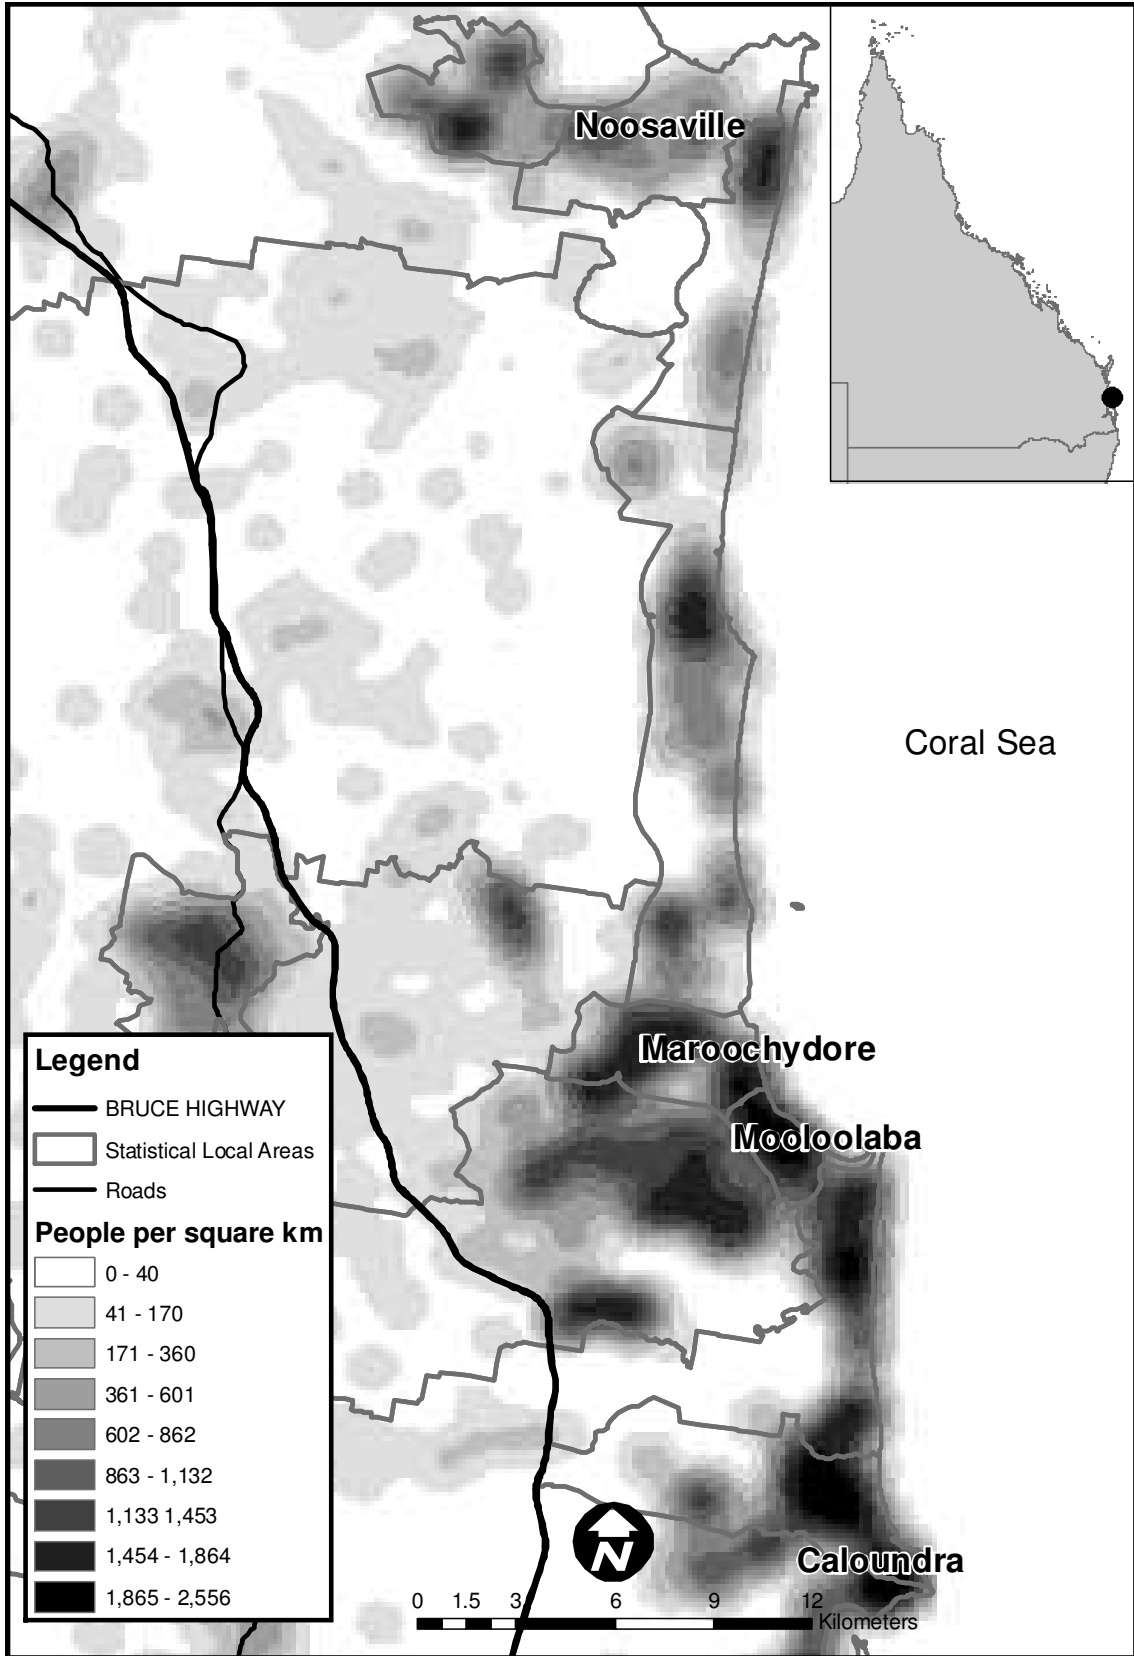 Noosaville
Coral Sea
Maroochydore
Mooloolaba
Caloundra
Legend
BRUCE HIGHWAY
Statistical Local Areas
Roads
People per square km
0 - 40
41 - 170
171 - 360
361 - 601
602 - 862
863 - 1,132
1,133 1,453
1,454 - 1,864
1,865 - 2,556
N
0 1.5 3 6 9 12
Kilometers